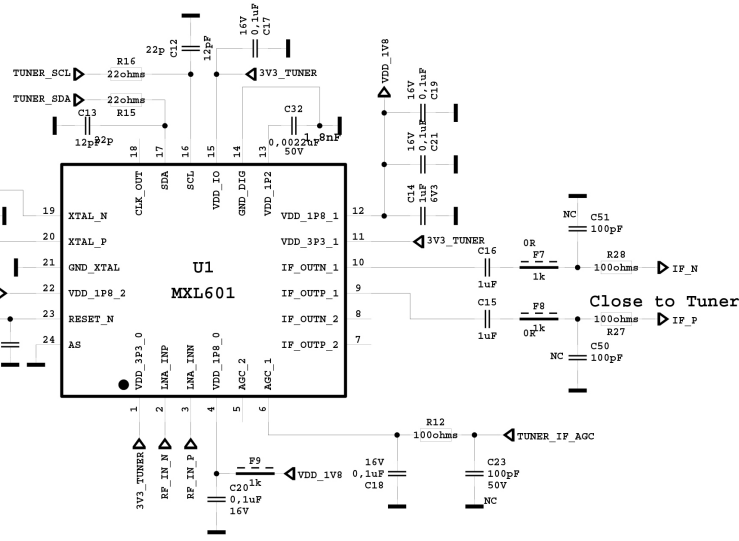 16V
0,1uF
C17
22p
C12
12pF
VDD_1V8
TUNER_SCL
R16
22ohms
3V3_TUNER
TUNER_SDA
22ohms
R15
16V
0,1uF
C19
C13
12pF
22p
C32
1,8nF
0,0022uF
50V
16V
0,1uF
C21
18
17
16
15
14
13
CLK_OUT
SDA
SCL
VDD_IO
GND_DIG
VDD_1P2
C14
1uF
6V3
19
XTAL_N
VDD_1P8_1
12
NC
C51
100pF
20
XTAL_P
VDD_3P3_1
11
3V3_TUNER
C16
0R
F7
R28
21
GND_XTAL
U1
IF_OUTN_1
10
1uF
1k
100ohms
IF_N
22
VDD_1P8_2
MXL601
IF_OUTP_1
9
C15
F8
Close to Tuner
23
RESET_N
IF_OUTN_2
8
1uF
0R
1k
100ohms
R27
IF_P
24
AS
IF_OUTP_2
7
NC
C50
100pF
VDD_3P3_0
LNA_INP
LNA_INN
VDD_1P8_0
AGC_2
AGC_1
1
2
3
4
5
6
R12
100ohms
TUNER_IF_AGC
3V3_TUNER
RF_IN_N
RF_IN_P
F9
1k
VDD_1V8
C20
0,1uF
16V
16V
0,1uF
C18
C23
100pF
50V
NC